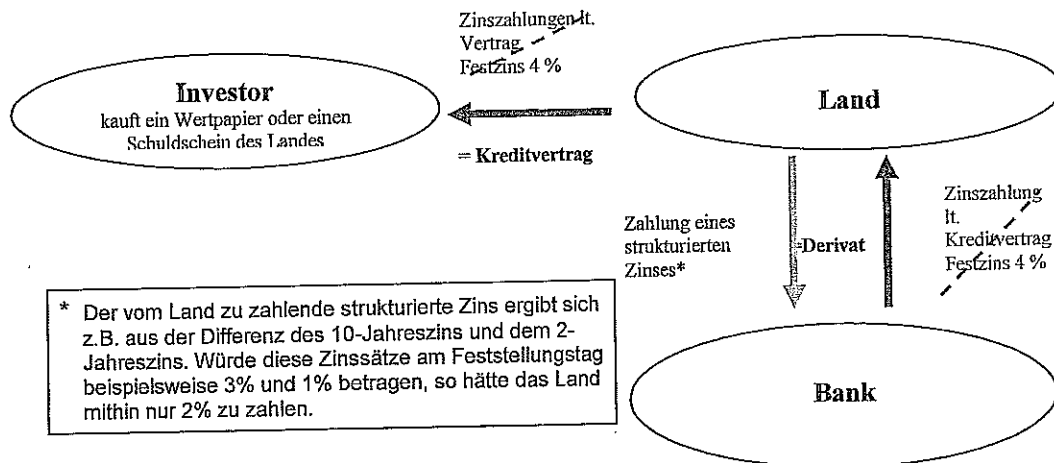 Zinszahlungen lt.
Vertrag
Festzins 4 %
Investor
kauft ein Wertpapier oder einen
Schuldschein des Landes
Land
= Kreditvertrag
Zahlung eines
strukturierten
Zinses*
=Derivat
Zinszahlung
lt.
Kreditvertrag
Festzins 4 %
* Der vom Land zu zahlende strukturierte Zins ergibt sich
z.B. aus der Differenz des 10-Jahreszins und dem 2-
Jahreszins. Würde diese Zinssätze am Feststellungstag
beispielsweise 3% und 1% betragen, so hätte das Land
mithin nur 2% zu zahlen.
Bank